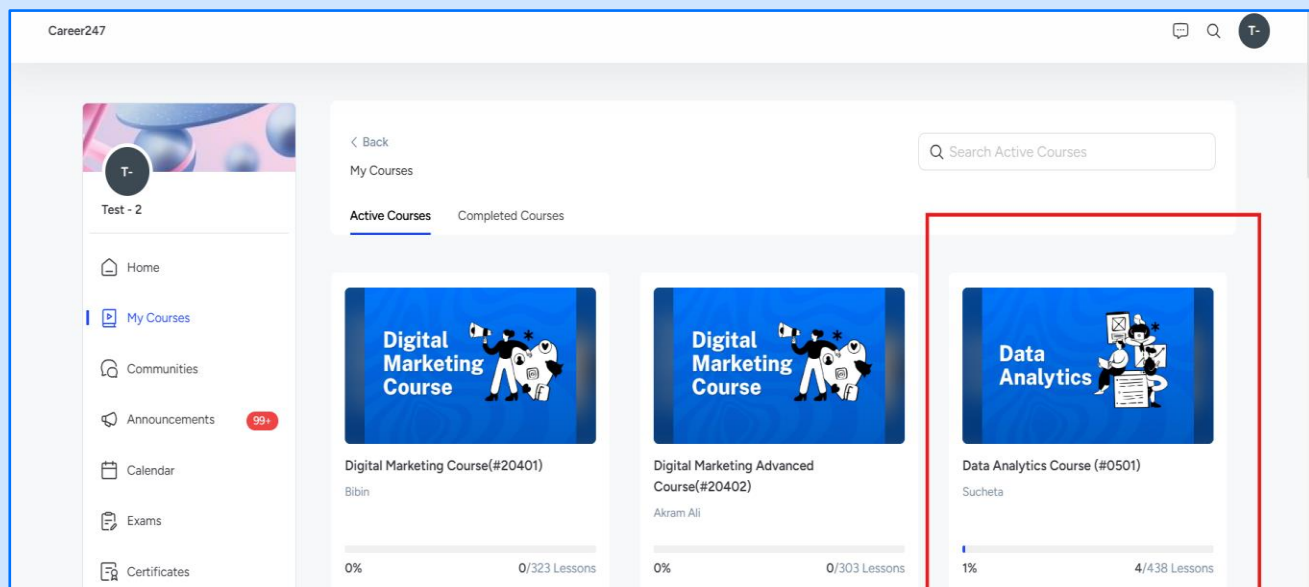 Career247
T-
T-
Test - 2
Home
My Courses
Communities
Announcements 99+
Calendar
Exams
Certificates
< Back
My Courses
Search Active Courses
Active Courses Completed Courses
Digital
Marketing
Course
Digital Marketing Course(#20401)
Bibin
0% 0/323 Lessons
Digital
Marketing
Course
Digital Marketing Advanced
Course(#20402)
Akram Ali
0% 0/303 Lessons
Data
Analytics
Data Analytics Course (#0501)
Sucheta
1% 4/438 Lessons